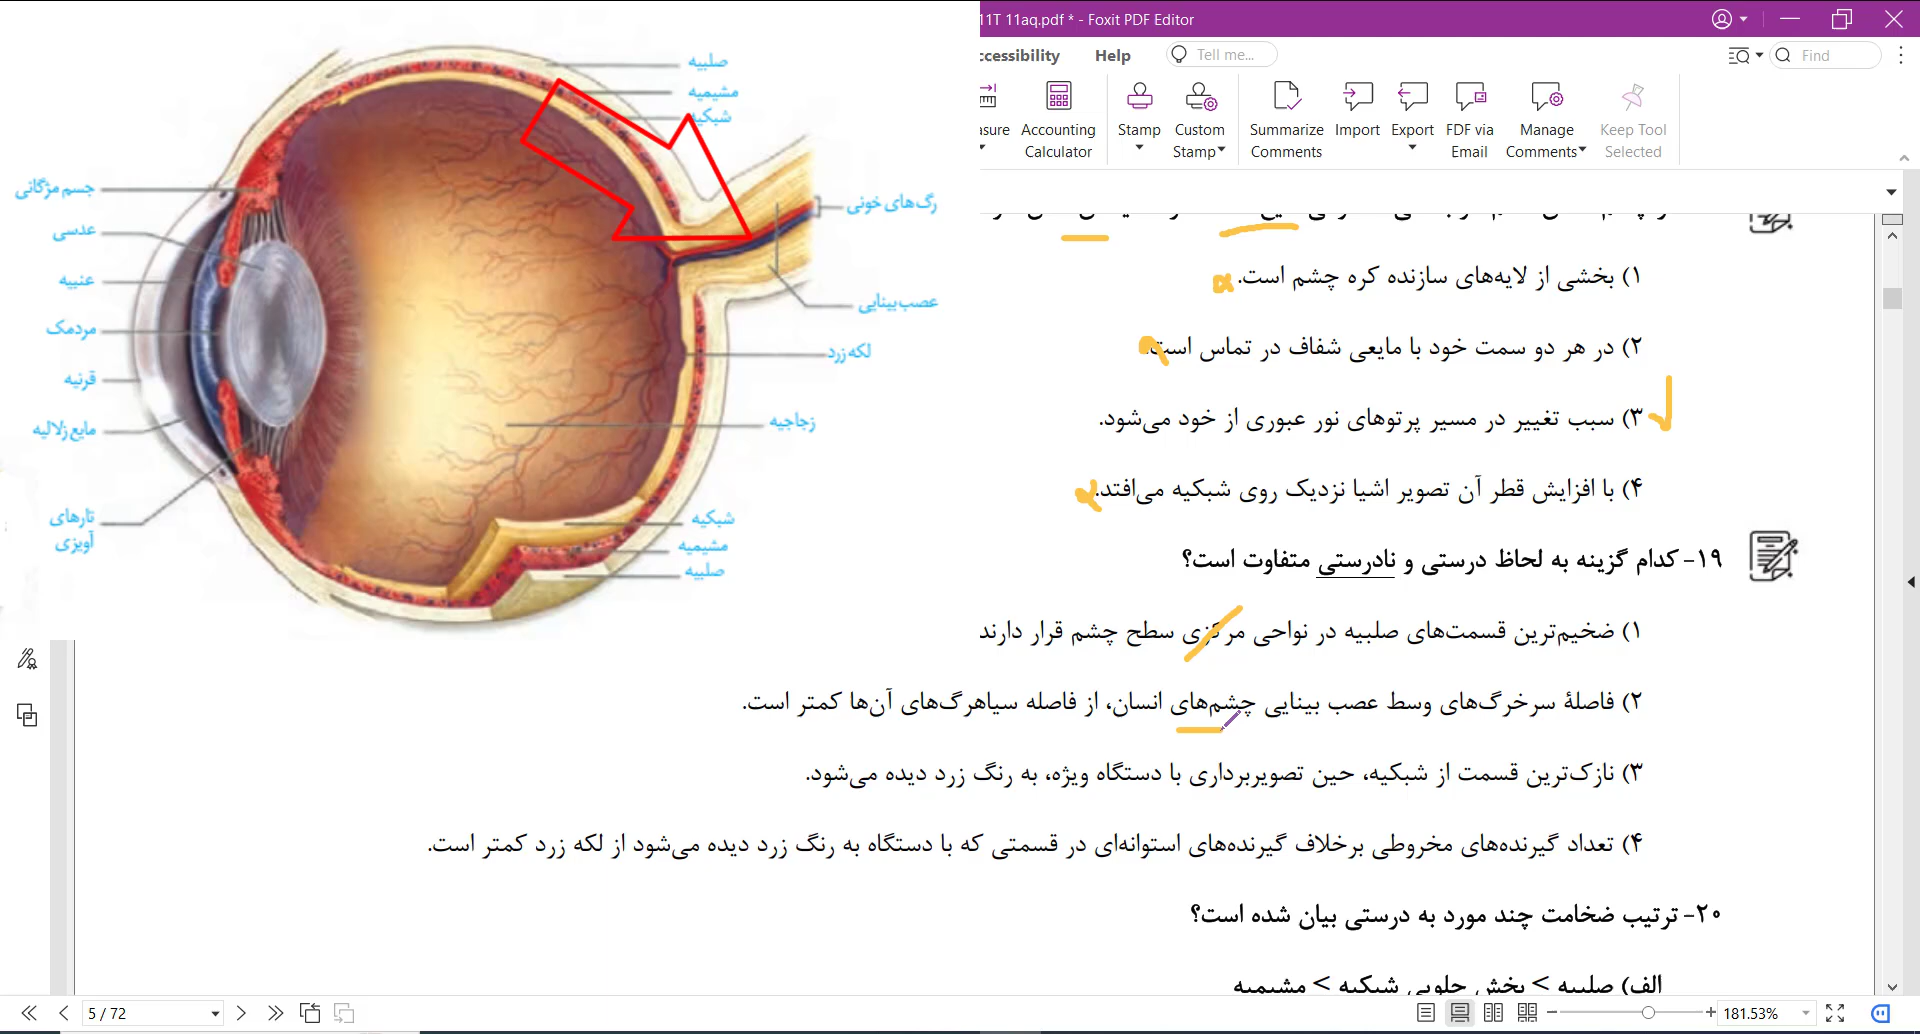 11T 11aq.pdf * - Foxit PDF Editor
ccessibility Help Tell me... Find
asure
Accounting Calculator
Stamp
Custom Stamp
Summarize Comments
Import
Export
FDF via Email
Manage Comments
Keep Tool Selected
صلبیه
مشیمیه
شبکیه
رگ‌های خونی
عصب بینایی
لکه زرد
زجاجیه
شبکیه
مشیمیه
صلبیه
جسم مژگانی
عدسی
عنبیه
مردمک
قرنیه
مایع زلالیه
تارهای
آویزی
۱) بخشی از لایه‌های سازنده کره چشم است.
۲) در هر دو سمت خود با مایعی شفاف در تماس است.
۳) سبب تغییر در مسیر پرتوهای نور عبوری از خود می‌شود.
۴) با افزایش قطر آن تصویر اشیا نزدیک روی شبکیه می‌افتد.
۱۹- کدام گزینه به لحاظ درستی و نادرستی متفاوت است؟
۱) ضخیم‌ترین قسمت‌های صلبیه در نواحی مرکزی سطح چشم قرار دارند
۲) فاصلهٔ سرخرگ‌های وسط عصب بینایی چشم‌های انسان، از فاصله سیاهرگ‌های آن‌ها کمتر است.
۳) نازک‌ترین قسمت از شبکیه، حین تصویربرداری با دستگاه ویژه، به رنگ زرد دیده می‌شود.
۴) تعداد گیرنده‌های مخروطی برخلاف گیرنده‌های استوانه‌ای در قسمتی که با دستگاه به رنگ زرد دیده می‌شود از لکه زرد کمتر است.
۲۰- ترتیب ضخامت چند مورد به درستی بیان شده است؟
الف) صلبیه > بخش جلویی شبکیه > مشیمیه
5 / 72
181.53%